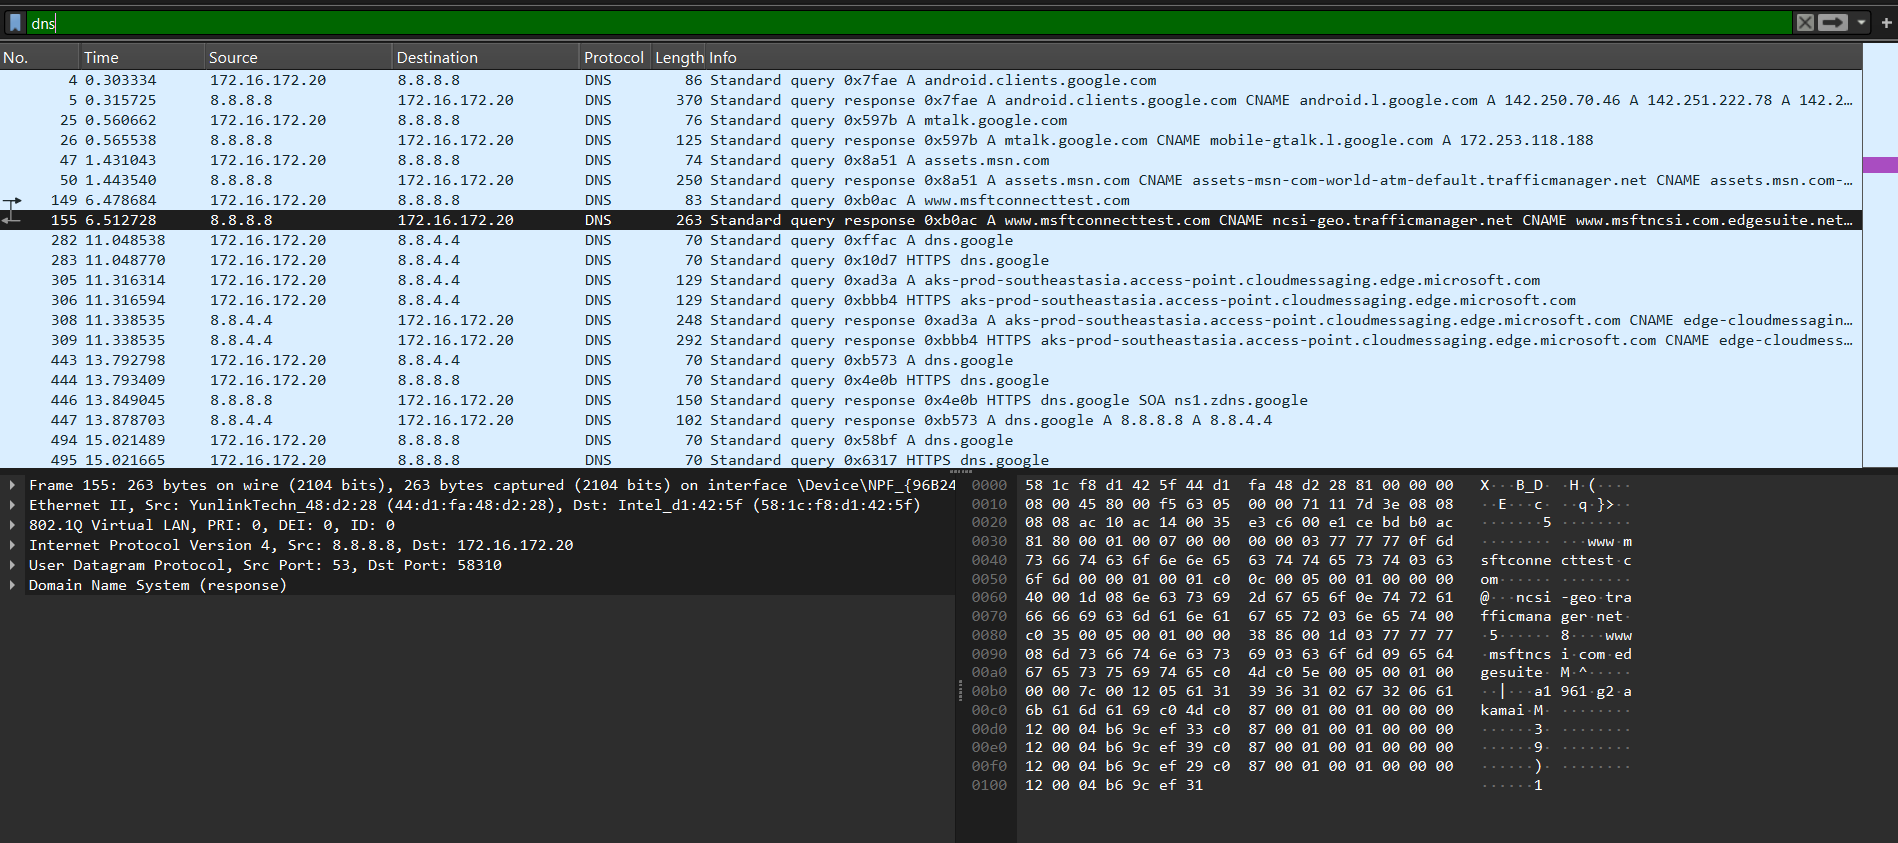 dns
No. Time Source Destination Protocol Length Info
4 0.303334 172.16.172.20 8.8.8.8 DNS 86 Standard query 0x7fae A android.clients.google.com
5 0.315725 8.8.8.8 172.16.172.20 DNS 370 Standard query response 0x7fae A android.clients.google.com CNAME android.l.google.com A 142.250.70.46 A 142.251.222.78 A 142.2…
25 0.560662 172.16.172.20 8.8.8.8 DNS 76 Standard query 0x597b A mtalk.google.com
26 0.565538 8.8.8.8 172.16.172.20 DNS 125 Standard query response 0x597b A mtalk.google.com CNAME mobile-gtalk.l.google.com A 172.253.118.188
47 1.431043 172.16.172.20 8.8.8.8 DNS 74 Standard query 0x8a51 A assets.msn.com
50 1.443540 8.8.8.8 172.16.172.20 DNS 250 Standard query response 0x8a51 A assets.msn.com CNAME assets-msn-com-world-atm-default.trafficmanager.net CNAME assets.msn.com-…
149 6.478684 172.16.172.20 8.8.8.8 DNS 83 Standard query 0xb0ac A www.msftconnecttest.com
155 6.512728 8.8.8.8 172.16.172.20 DNS 263 Standard query response 0xb0ac A www.msftconnecttest.com CNAME ncsi-geo.trafficmanager.net CNAME www.msftncsi.com.edgesuite.net…
282 11.048538 172.16.172.20 8.8.4.4 DNS 70 Standard query 0xffac A dns.google
283 11.048770 172.16.172.20 8.8.4.4 DNS 70 Standard query 0x10d7 HTTPS dns.google
305 11.316314 172.16.172.20 8.8.4.4 DNS 129 Standard query 0xad3a A aks-prod-southeastasia.access-point.cloudmessaging.edge.microsoft.com
306 11.316594 172.16.172.20 8.8.4.4 DNS 129 Standard query 0xbbb4 HTTPS aks-prod-southeastasia.access-point.cloudmessaging.edge.microsoft.com
308 11.338535 8.8.4.4 172.16.172.20 DNS 248 Standard query response 0xad3a A aks-prod-southeastasia.access-point.cloudmessaging.edge.microsoft.com CNAME edge-cloudmessagin…
309 11.338535 8.8.4.4 172.16.172.20 DNS 292 Standard query response 0xbbb4 HTTPS aks-prod-southeastasia.access-point.cloudmessaging.edge.microsoft.com CNAME edge-cloudmess…
443 13.792798 172.16.172.20 8.8.4.4 DNS 70 Standard query 0xb573 A dns.google
444 13.793409 172.16.172.20 8.8.8.8 DNS 70 Standard query 0x4e0b HTTPS dns.google
446 13.849045 8.8.8.8 172.16.172.20 DNS 150 Standard query response 0x4e0b HTTPS dns.google SOA ns1.zdns.google
447 13.878703 8.8.4.4 172.16.172.20 DNS 102 Standard query response 0xb573 A dns.google A 8.8.8.8 A 8.8.4.4
494 15.021489 172.16.172.20 8.8.8.8 DNS 70 Standard query 0x58bf A dns.google
495 15.021665 172.16.172.20 8.8.8.8 DNS 70 Standard query 0x6317 HTTPS dns.google
Frame 155: 263 bytes on wire (2104 bits), 263 bytes captured (2104 bits) on interface \Device\NPF_{96B24
Ethernet II, Src: YunlinkTechn_48:d2:28 (44:d1:fa:48:d2:28), Dst: Intel_d1:42:5f (58:1c:f8:d1:42:5f)
802.1Q Virtual LAN, PRI: 0, DEI: 0, ID: 0
Internet Protocol Version 4, Src: 8.8.8.8, Dst: 172.16.172.20
User Datagram Protocol, Src Port: 53, Dst Port: 58310
Domain Name System (response)
0000 58 1c f8 d1 42 5f 44 d1 fa 48 d2 28 81 00 00 00 X···B_D· ·H·(····
0010 08 00 45 80 00 f5 63 05 00 00 71 11 7d 3e 08 08 ··E···c· ··q·}>··
0020 08 08 ac 10 ac 14 00 35 e3 c6 00 e1 ce bd b0 ac ·······5 ········
0030 81 80 00 01 00 07 00 00 00 00 03 77 77 77 0f 6d ········ ···www·m
0040 73 66 74 63 6f 6e 6e 65 63 74 74 65 73 74 03 63 sftconne cttest·c
0050 6f 6d 00 00 01 00 01 c0 0c 00 05 00 01 00 00 00 om······ ········
0060 40 00 1d 08 6e 63 73 69 2d 67 65 6f 0e 74 72 61 @···ncsi -geo·tra
0070 66 66 69 63 6d 61 6e 61 67 65 72 03 6e 65 74 00 fficmana ger·net·
0080 c0 35 00 05 00 01 00 00 38 86 00 1d 03 77 77 77 ·5······ 8····www
0090 08 6d 73 66 74 6e 63 73 69 03 63 6f 6d 09 65 64 ·msftncs i·com·ed
00a0 67 65 73 75 69 74 65 c0 4d c0 5e 00 05 00 01 00 gesuite· M·^·····
00b0 00 00 7c 00 12 05 61 31 39 36 31 02 67 32 06 61 ··|···a1 961·g2·a
00c0 6b 61 6d 61 69 c0 4d c0 87 00 01 00 01 00 00 00 kamai·M· ········
00d0 12 00 04 b6 9c ef 33 c0 87 00 01 00 01 00 00 00 ······3· ········
00e0 12 00 04 b6 9c ef 39 c0 87 00 01 00 01 00 00 00 ······9· ········
00f0 12 00 04 b6 9c ef 29 c0 87 00 01 00 01 00 00 00 ······)· ········
0100 12 00 04 b6 9c ef 31 ······1